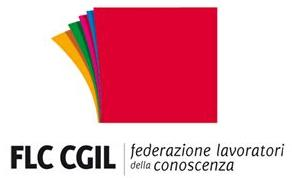 FLC CGIL
federazione lavoratori
della conoscenza